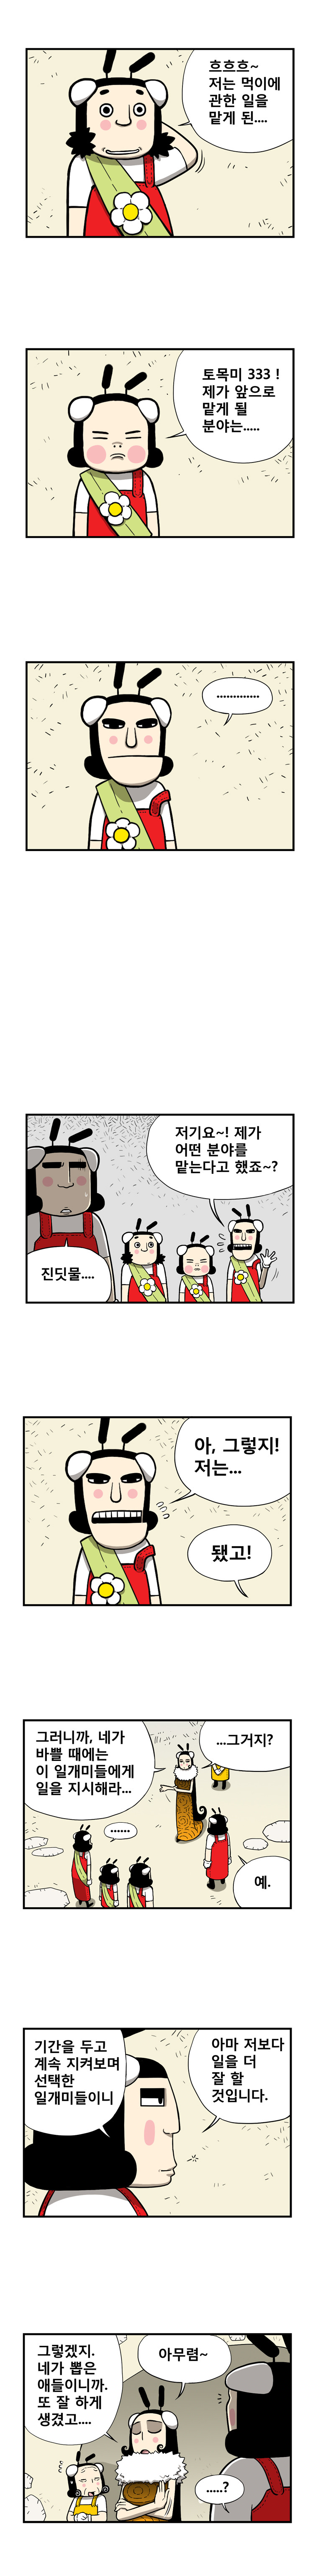 흐흐흐~
저는 먹이에
관한 일을
맡게 된....
토목미 333 !
제가 앞으로
맡게 될
분야는.....
.............
저기요~! 제가
어떤 분야를
맡는다고 했죠~?
진딧물....
아, 그렇지!
저는...
됐고!
그러니까, 네가
바쁠 때에는
이 일개미들에게
일을 지시해라...
...그거지?
......
예.
기간을 두고
계속 지켜보며
선택한
일개미들이니
아마 저보다
일을 더
잘 할
것입니다.
그렇겠지.
네가 뽑은
애들이니까.
또 잘 하게
생겼고....
아무렴~
.....?